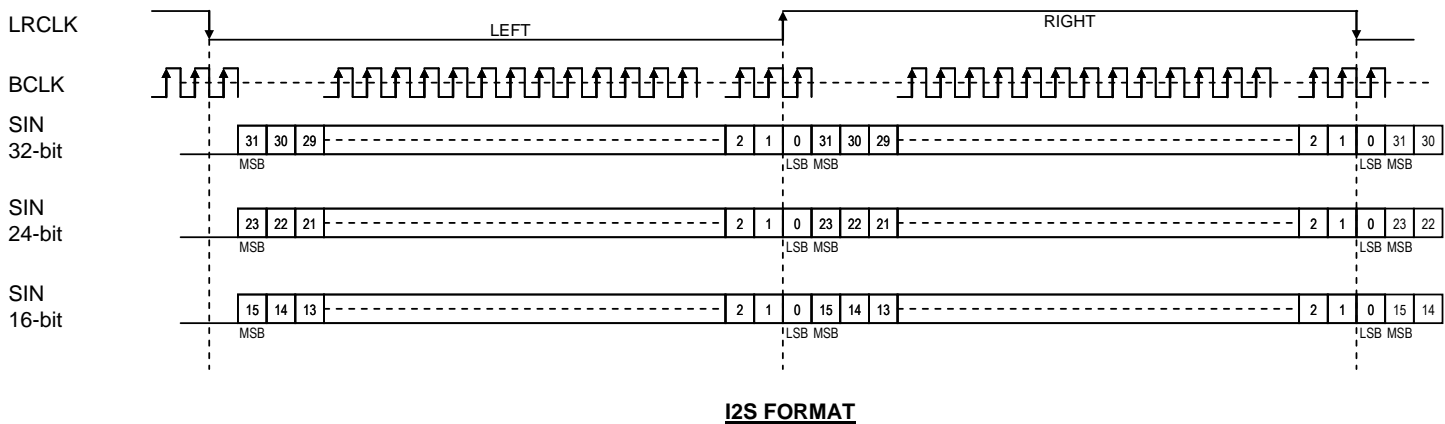 LRCLK
LEFT
RIGHT
BCLK
SIN
32-bit
31 30 29 2 1 0 31 30 29 2 1 0 31 30
MSB LSB MSB LSB MSB
SIN
24-bit
23 22 21 2 1 0 23 22 21 2 1 0 23 22
MSB LSB MSB LSB MSB
SIN
16-bit
15 14 13 2 1 0 15 14 13 2 1 0 15 14
MSB LSB MSB LSB MSB
I2S FORMAT